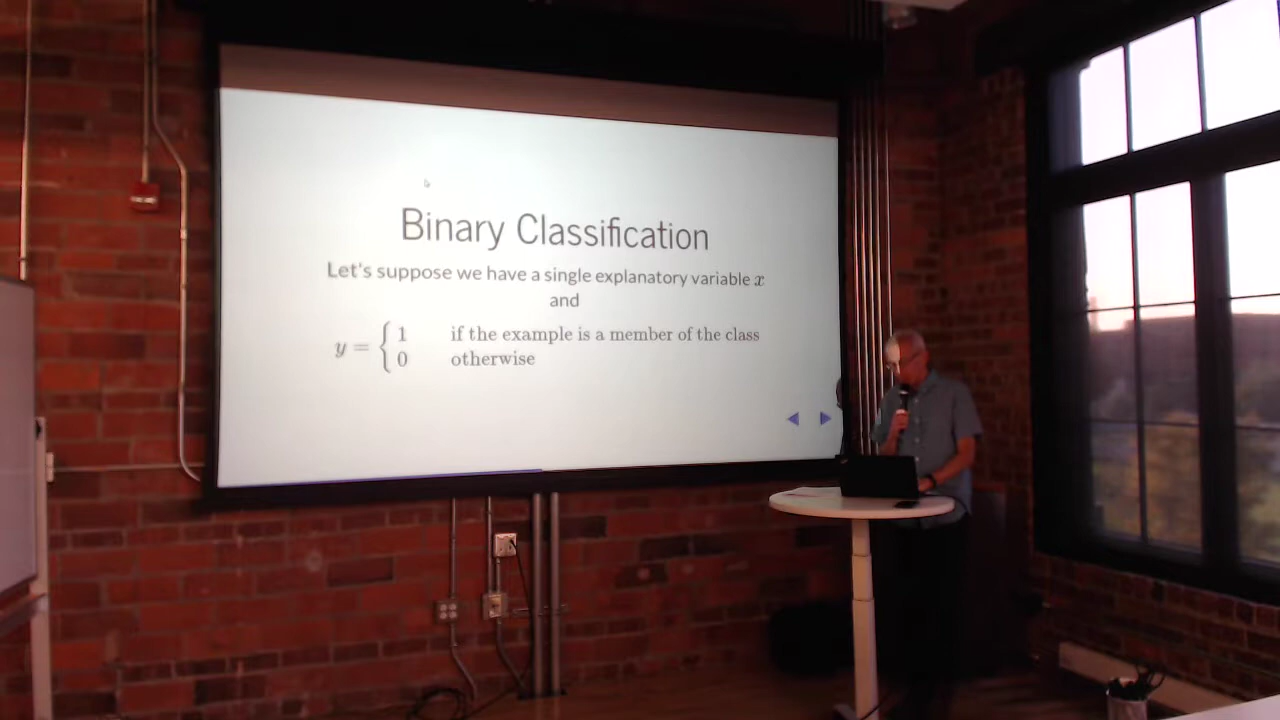 Binary Classification
Let's suppose we have a single explanatory variable x
and
y = { 1 if the example is a member of the class
0 otherwise